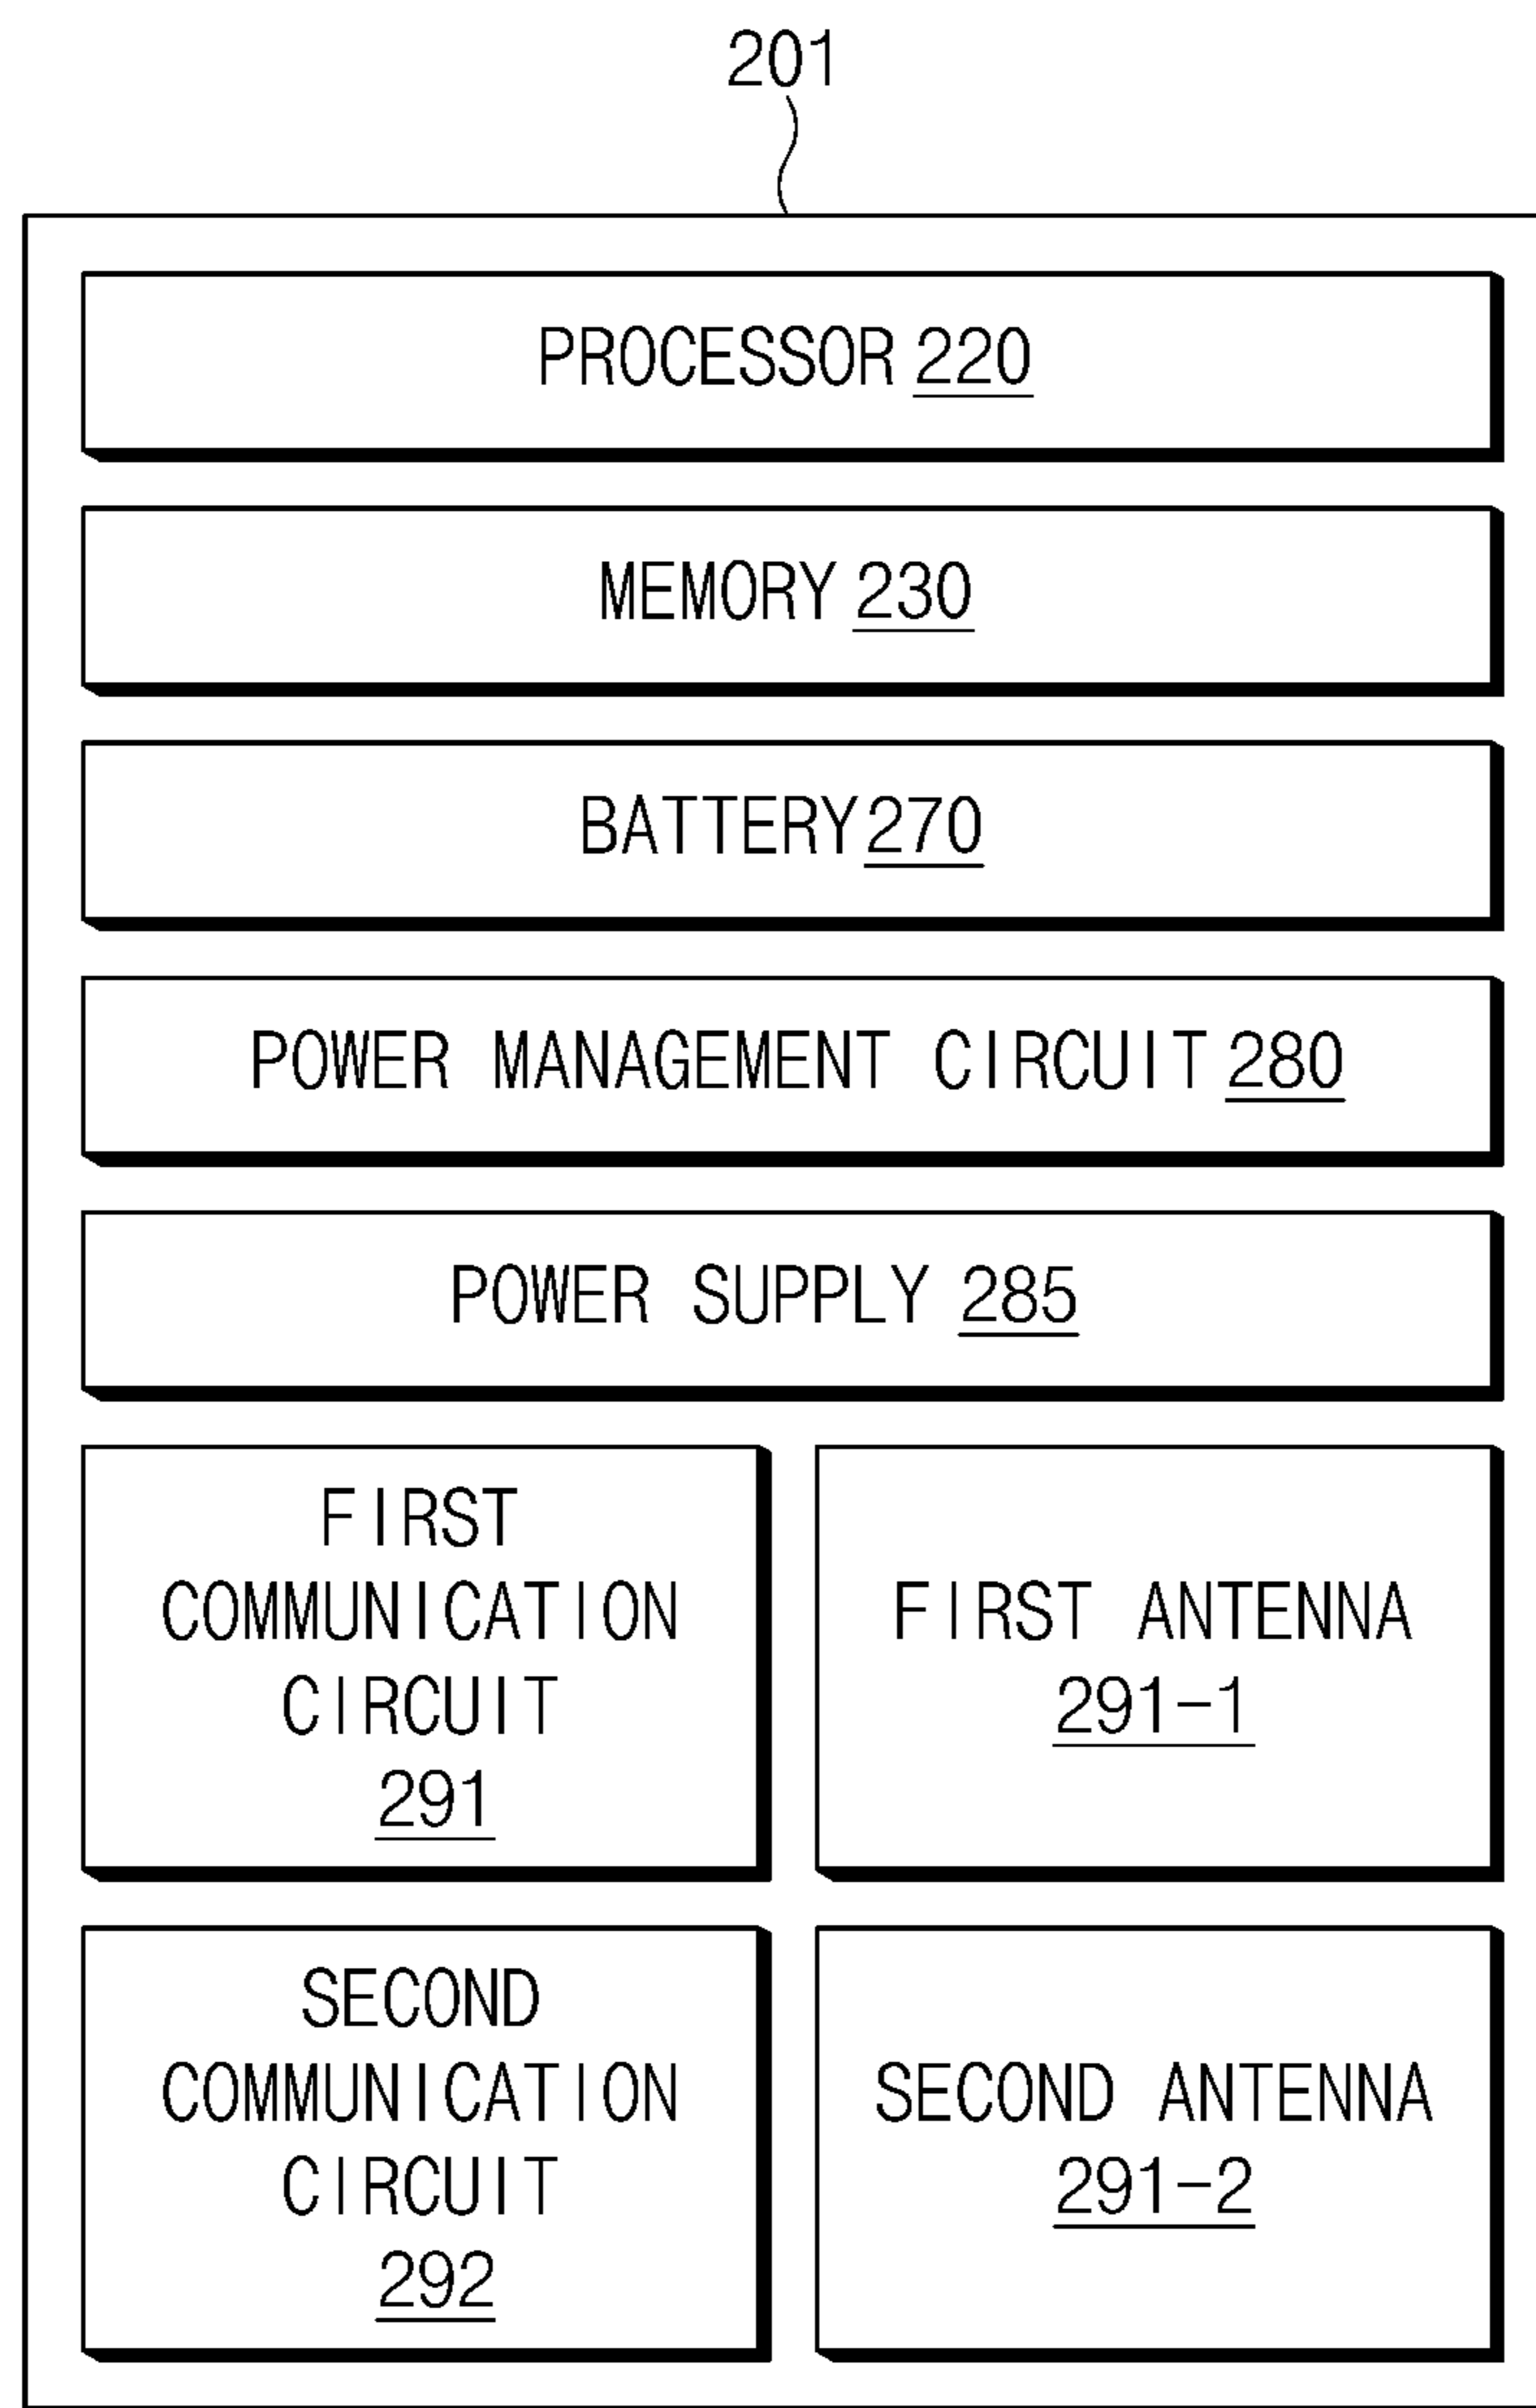 201
PROCESSOR 220
MEMORY 230
BATTERY 270
POWER MANAGEMENT CIRCUIT 280
POWER SUPPLY 285
FIRST
COMMUNICATION
CIRCUIT
291
FIRST ANTENNA
291-1
SECOND
COMMUNICATION
CIRCUIT
292
SECOND ANTENNA
291-2